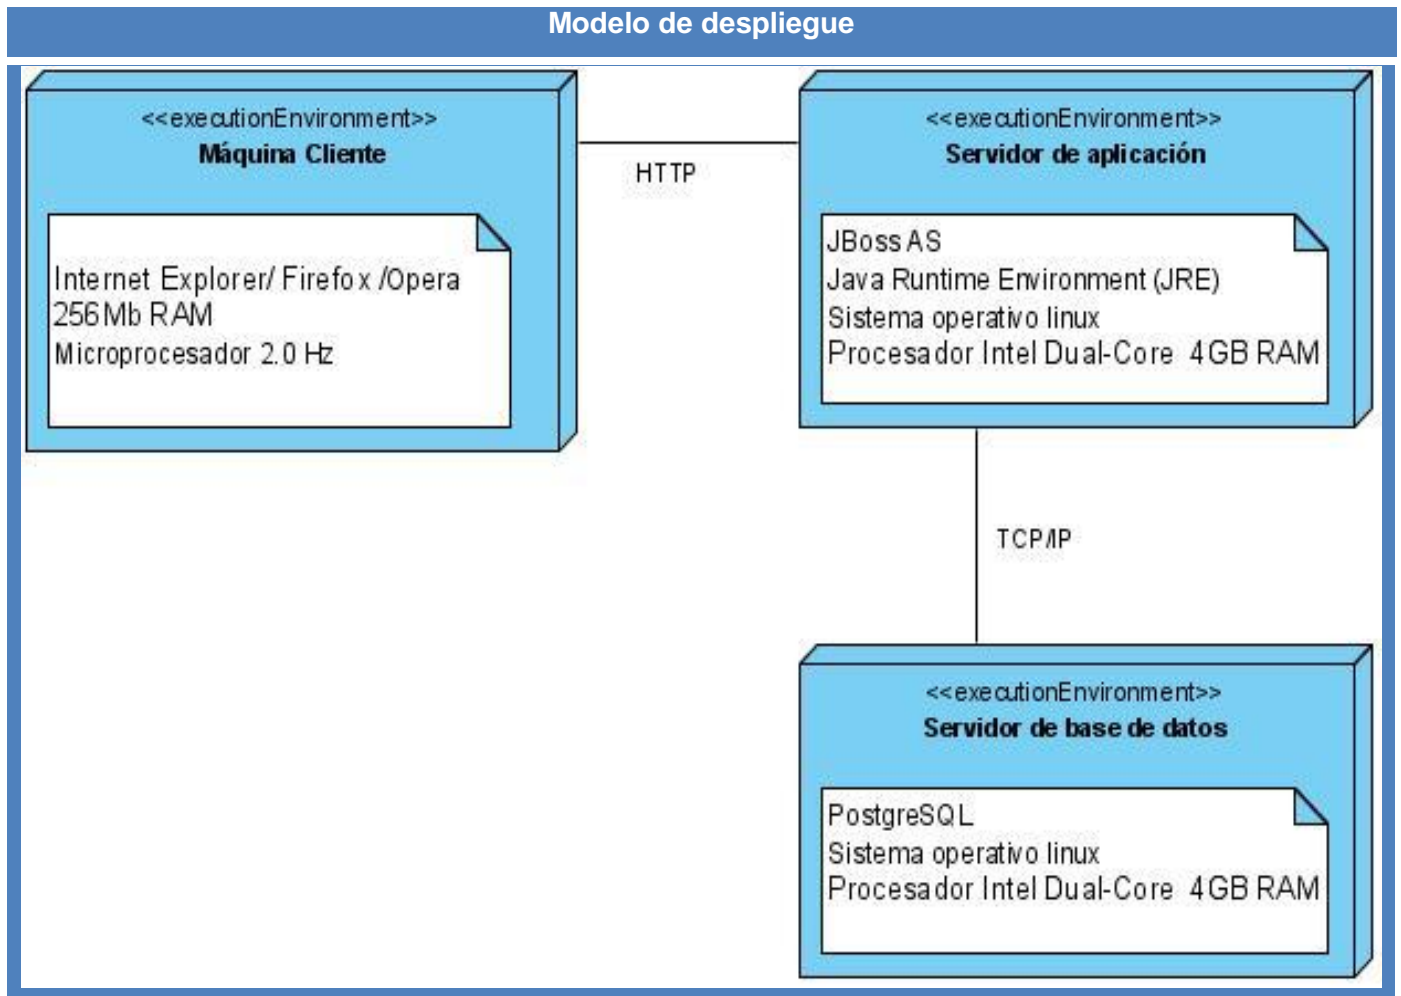 Modelo de despliegue
<<executionEnvironment>>
Máquina Cliente
Internet Explorer/ Firefox /Opera
256Mb RAM
Microprocesador 2.0 Hz
HTTP
<<executionEnvironment>>
Servidor de aplicación
JBoss AS
Java Runtime Environment (JRE)
Sistema operativo linux
Procesador Intel Dual-Core 4GB RAM
TCP/IP
<<executionEnvironment>>
Servidor de base de datos
PostgreSQL
Sistema operativo linux
Procesador Intel Dual-Core 4GB RAM